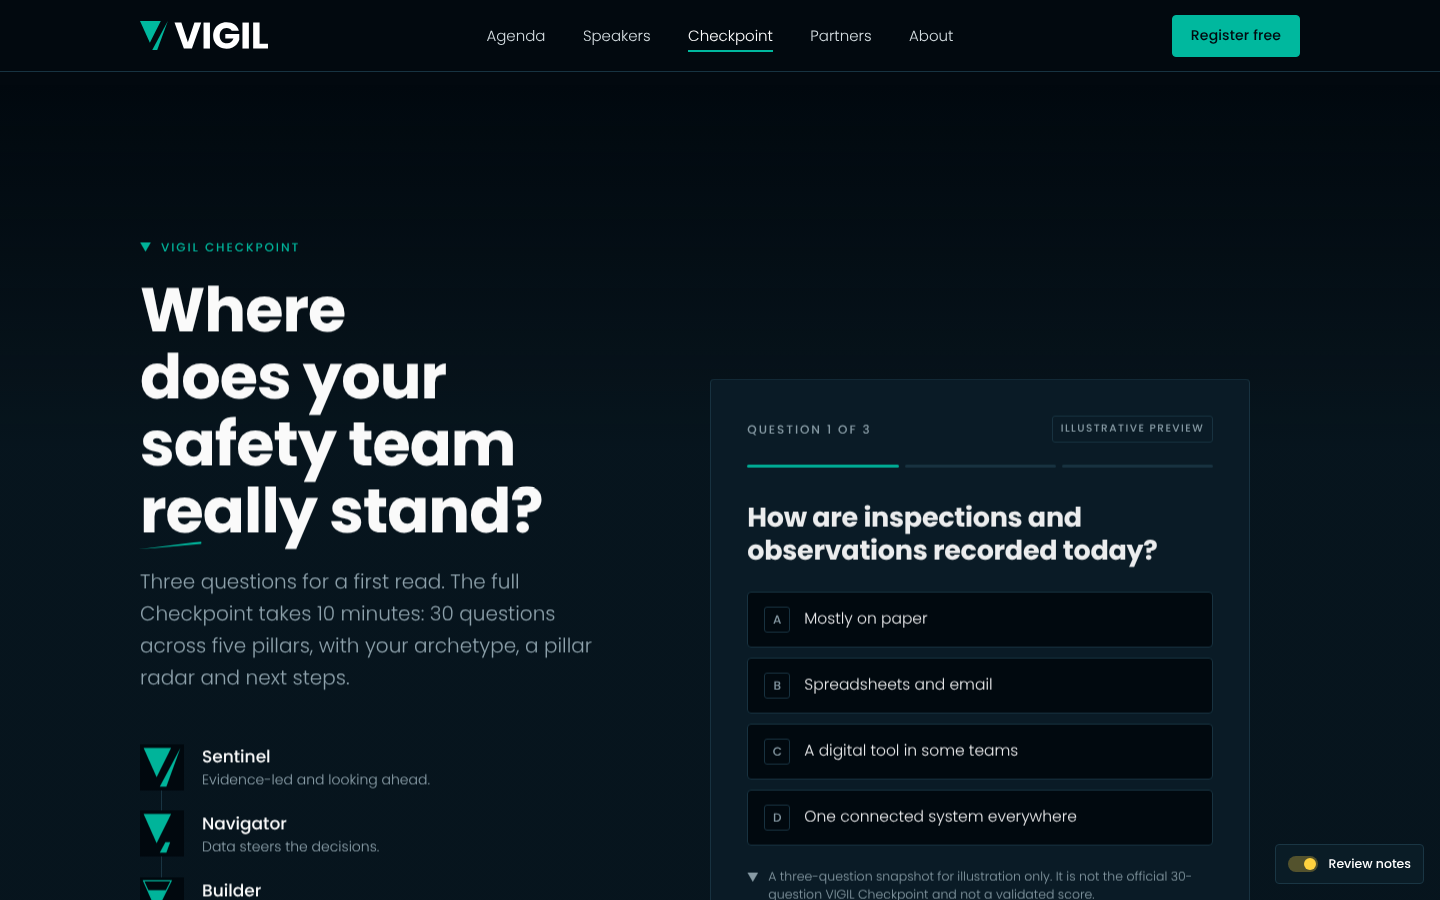 VIGIL
Agenda
Speakers
Checkpoint
Partners
About
Register free
VIGIL CHECKPOINT
Where
does your
safety team
really stand?
Three questions for a first read. The full
Checkpoint takes 10 minutes: 30 questions
across five pillars, with your archetype, a pillar
radar and next steps.
Sentinel
Evidence-led and looking ahead.
Navigator
Data steers the decisions.
Builder
QUESTION 1 OF 3
ILLUSTRATIVE PREVIEW
How are inspections and
observations recorded today?
A Mostly on paper
B Spreadsheets and email
C A digital tool in some teams
D One connected system everywhere
A three-question snapshot for illustration only. It is not the official 30-
question VIGIL Checkpoint and not a validated score.
Review notes